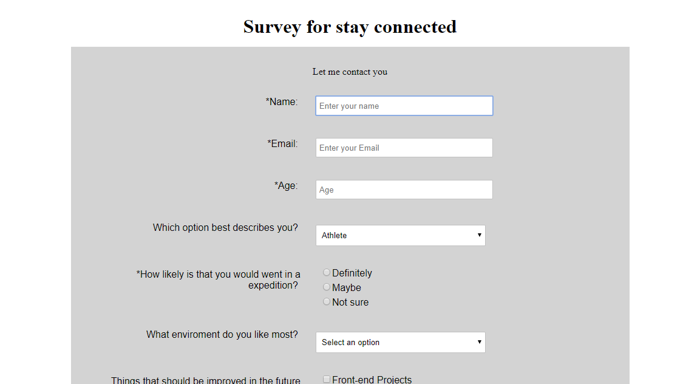 Survey for stay connected
Let me contact you
*Name:
Enter your name
*Email:
Enter your Email
*Age:
Age
Which option best describes you?
Athlete
*How likely is that you would went in a
expedition?
Definitely
Maybe
Not sure
What enviroment do you like most?
Select an option
Things that should be improved in the future
Front-end Projects